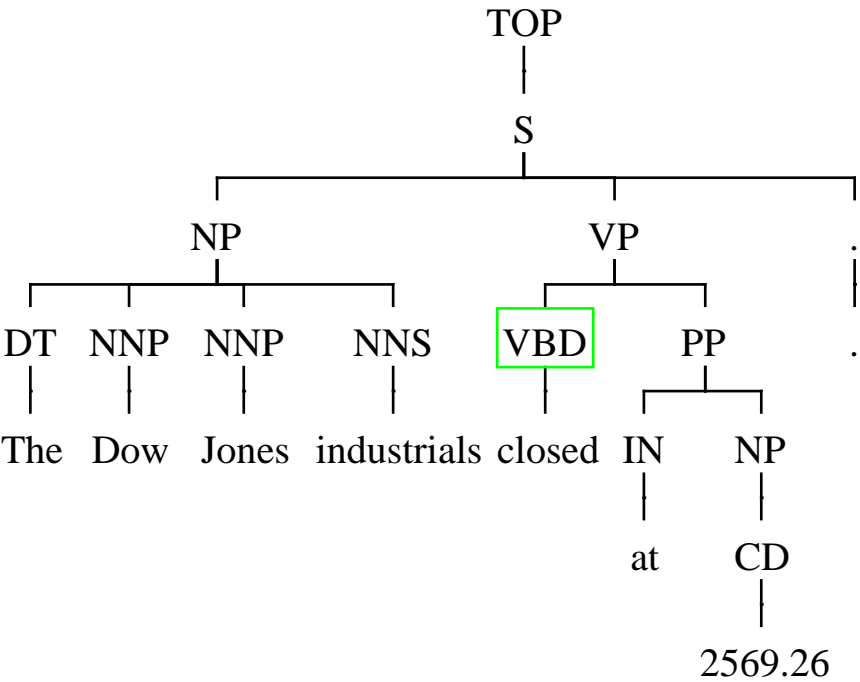 TOP
S
NP VP .
DT NNP NNP NNS VBD PP .
The Dow Jones industrials closed IN NP
at CD
2569.26